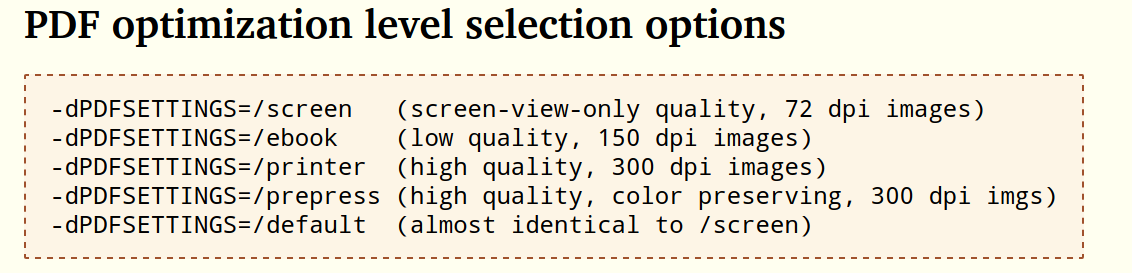 PDF optimization level selection options
-dPDFSETTINGS=/screen   (screen-view-only quality, 72 dpi images)
-dPDFSETTINGS=/ebook    (low quality, 150 dpi images)
-dPDFSETTINGS=/printer  (high quality, 300 dpi images)
-dPDFSETTINGS=/prepress (high quality, color preserving, 300 dpi imgs)
-dPDFSETTINGS=/default  (almost identical to /screen)